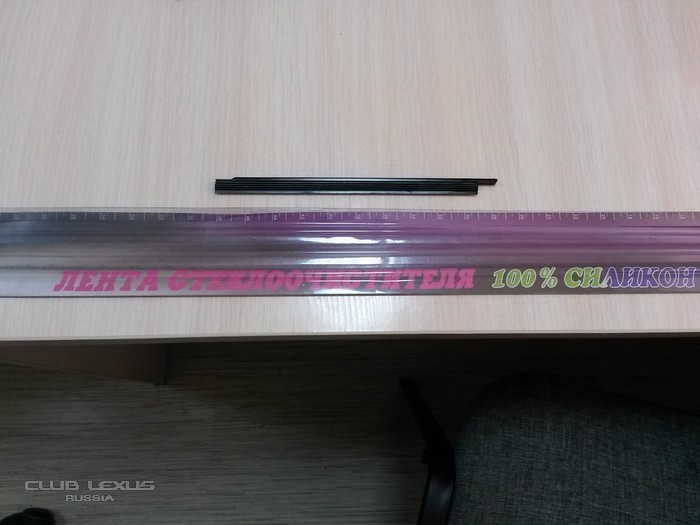 ЛЕНТА СТЕКЛООЧИСТИТЕЛЯ 100% СИЛИКОН
CLUB LEXUS
RUSSIA